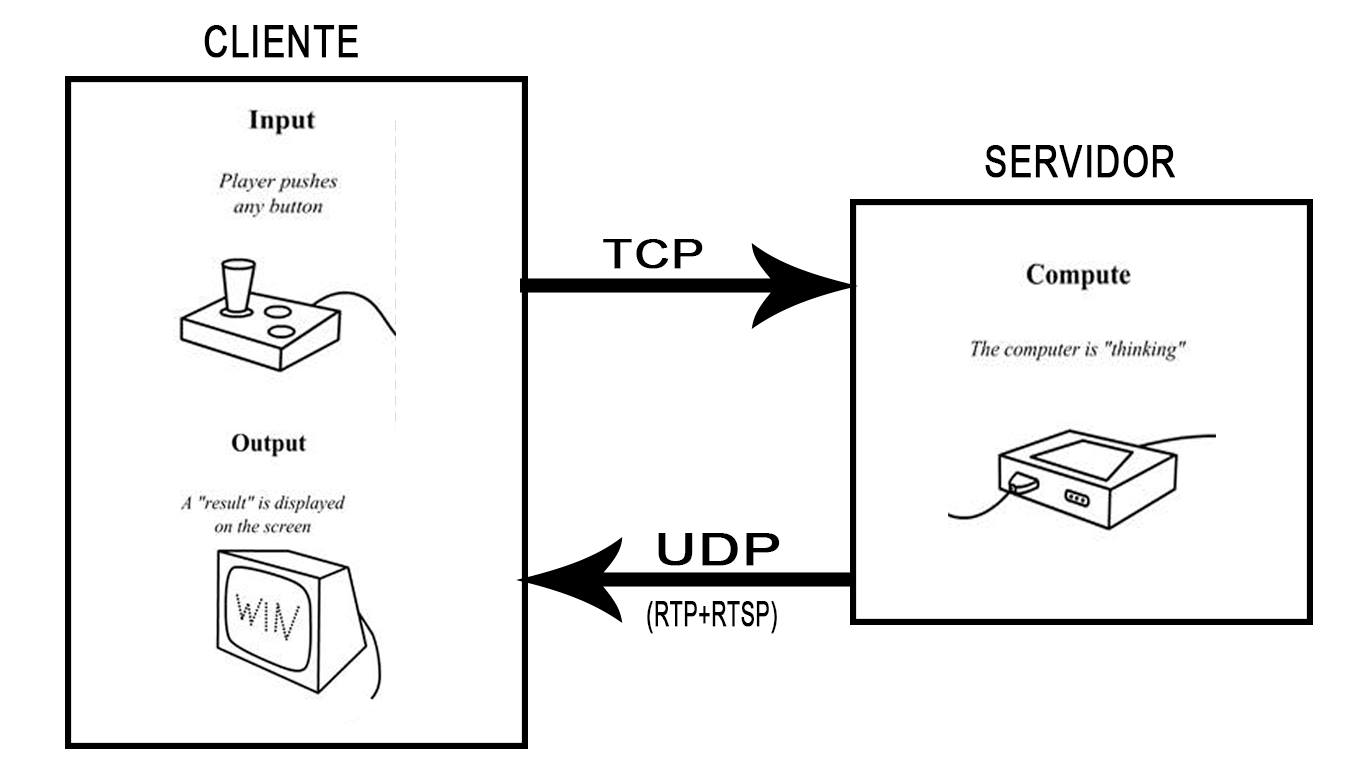 CLIENTE
Input
Player pushes
any button
Output
A "result" is displayed
on the screen
WIN
TCP
UDP
(RTP+RTSP)
SERVIDOR
Compute
The computer is "thinking"